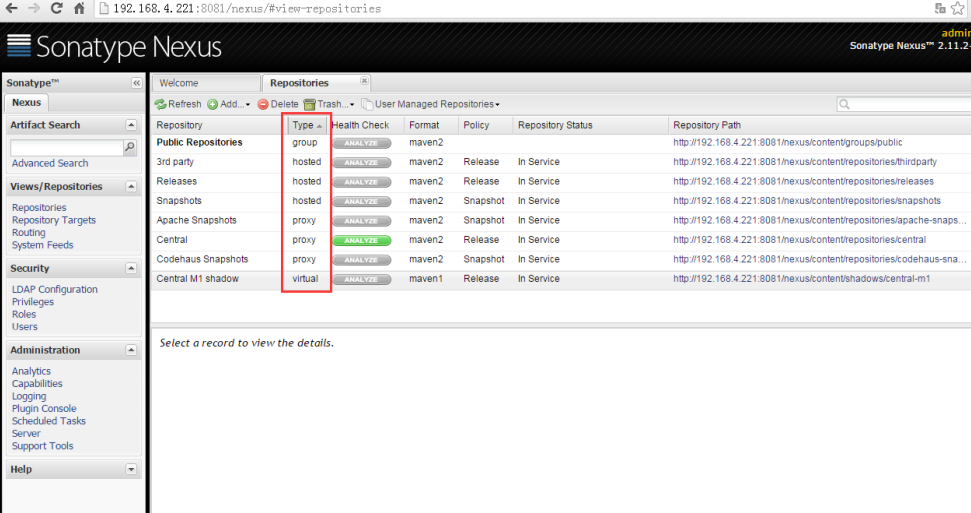 192.168.4.221:8081/nexus/#view-repositories
Sonatype Nexus
admin
Sonatype Nexus™ 2.11.2-
Sonatype™
Nexus
Artifact Search
Advanced Search
Views/Repositories
Repositories
Repository Targets
Routing
System Feeds
Security
LDAP Configuration
Privileges
Roles
Users
Administration
Analytics
Capabilities
Logging
Plugin Console
Scheduled Tasks
Server
Support Tools
Help
Welcome Repositories
Refresh Add... Delete Trash... User Managed Repositories
Repository Type Health Check Format Policy Repository Status Repository Path
Public Repositories group ANALYZE maven2 http://192.168.4.221:8081/nexus/content/groups/public
3rd party hosted ANALYZE maven2 Release In Service http://192.168.4.221:8081/nexus/content/repositories/thirdparty
Releases hosted ANALYZE maven2 Release In Service http://192.168.4.221:8081/nexus/content/repositories/releases
Snapshots hosted ANALYZE maven2 Snapshot In Service http://192.168.4.221:8081/nexus/content/repositories/snapshots
Apache Snapshots proxy ANALYZE maven2 Snapshot In Service http://192.168.4.221:8081/nexus/content/repositories/apache-snaps...
Central proxy ANALYZE maven2 Release In Service http://192.168.4.221:8081/nexus/content/repositories/central
Codehaus Snapshots proxy ANALYZE maven2 Snapshot In Service http://192.168.4.221:8081/nexus/content/repositories/codehaus-sna...
Central M1 shadow virtual ANALYZE maven1 Release In Service http://192.168.4.221:8081/nexus/content/shadows/central-m1
Select a record to view the details.